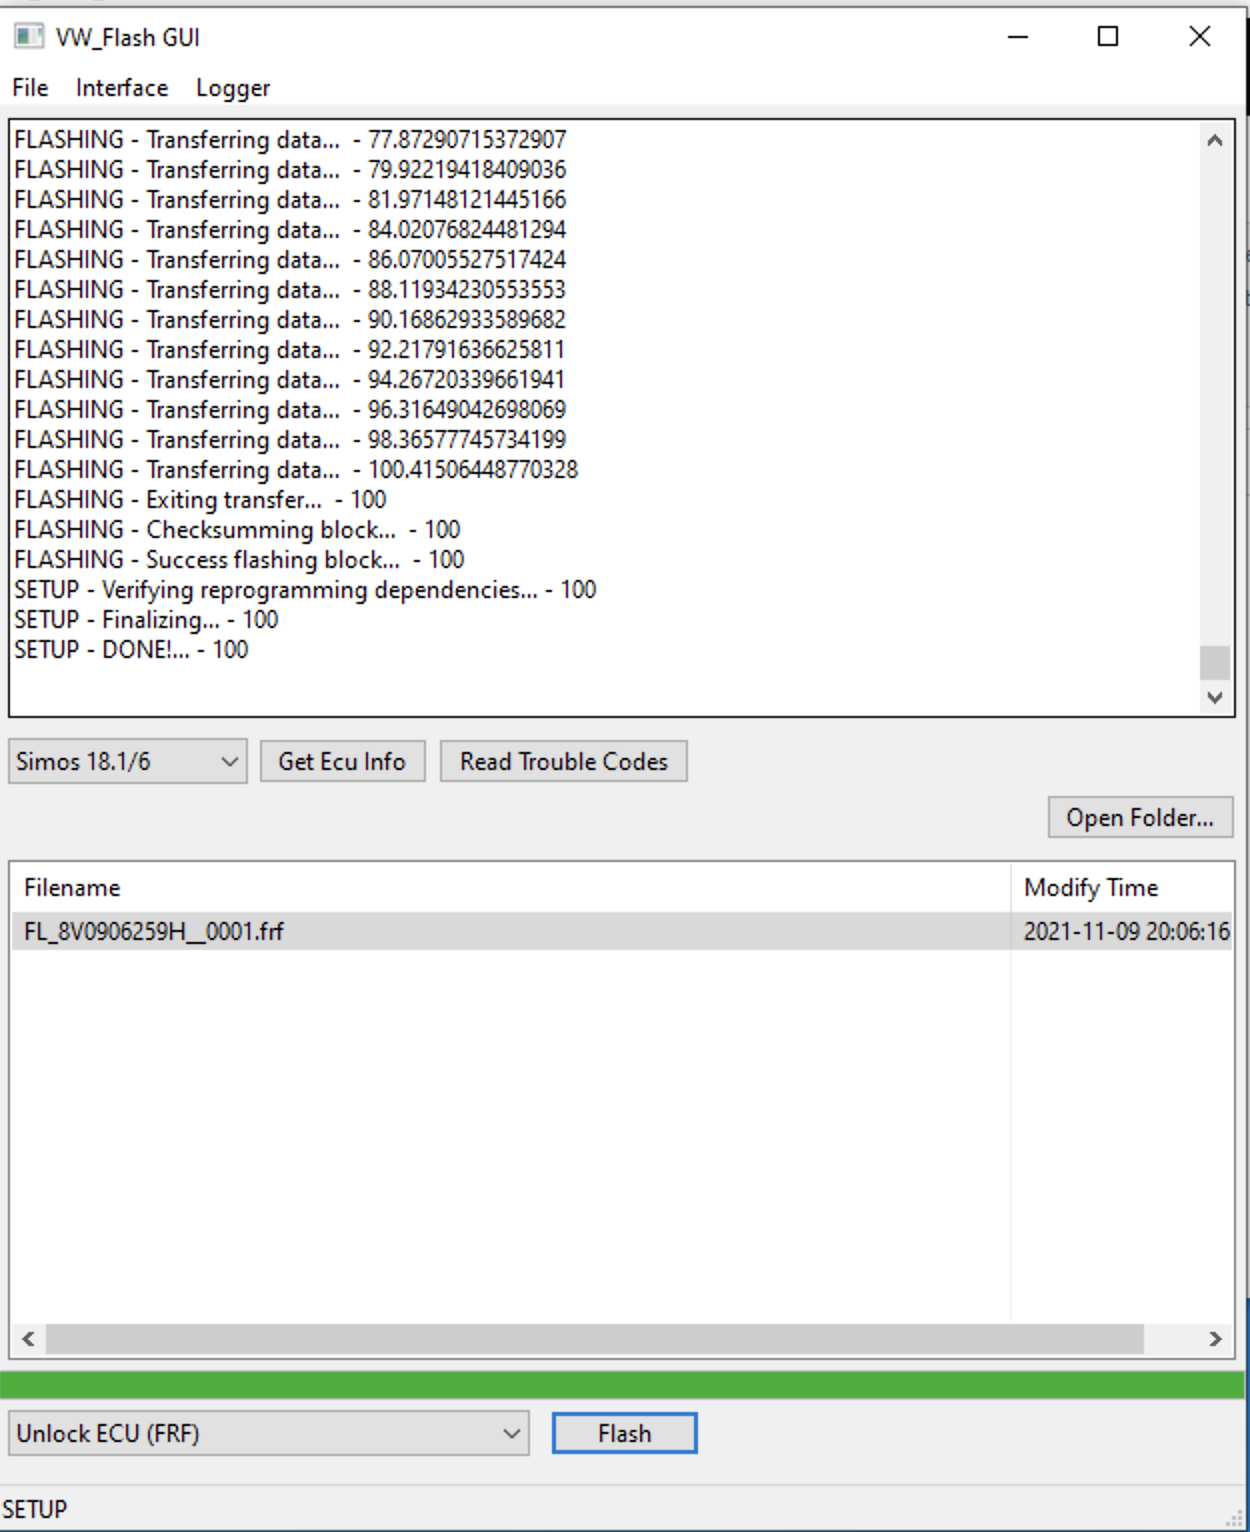 VW_Flash GUI
File Interface Logger
FLASHING - Transferring data... - 77.87290715372907
FLASHING - Transferring data... - 79.92219418409036
FLASHING - Transferring data... - 81.97148121445166
FLASHING - Transferring data... - 84.02076824481294
FLASHING - Transferring data... - 86.07005527517424
FLASHING - Transferring data... - 88.11934230553553
FLASHING - Transferring data... - 90.16862933589682
FLASHING - Transferring data... - 92.21791636625811
FLASHING - Transferring data... - 94.26720339661941
FLASHING - Transferring data... - 96.31649042698069
FLASHING - Transferring data... - 98.36577745734199
FLASHING - Transferring data... - 100.41506448770328
FLASHING - Exiting transfer... - 100
FLASHING - Checksumming block... - 100
FLASHING - Success flashing block... - 100
SETUP - Verifying reprogramming dependencies... - 100
SETUP - Finalizing... - 100
SETUP - DONE!... - 100
Simos 18.1/6 Get Ecu Info Read Trouble Codes
Open Folder...
Filename Modify Time
FL_8V0906259H__0001.frf 2021-11-09 20:06:16
Unlock ECU (FRF) Flash
SETUP